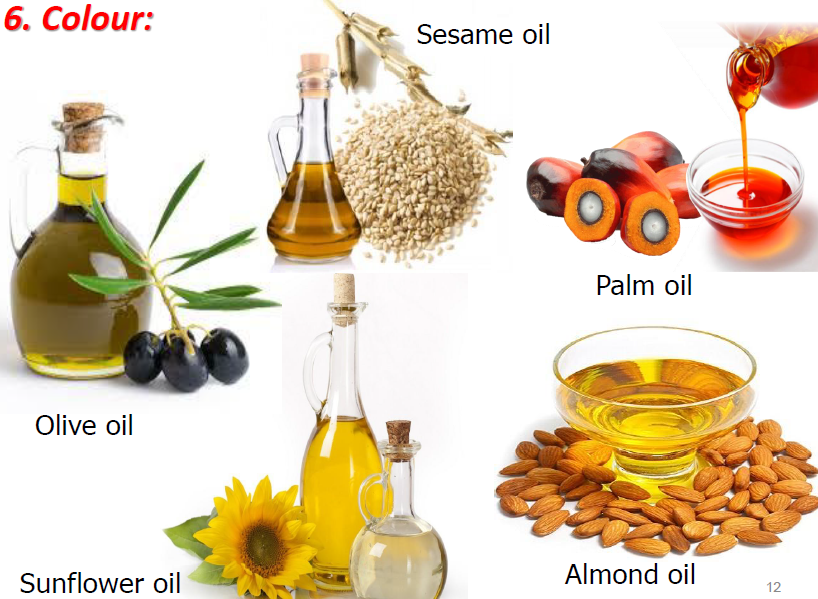 6. Colour:
Sesame oil
Palm oil
Olive oil
Almond oil
Sunflower oil
12